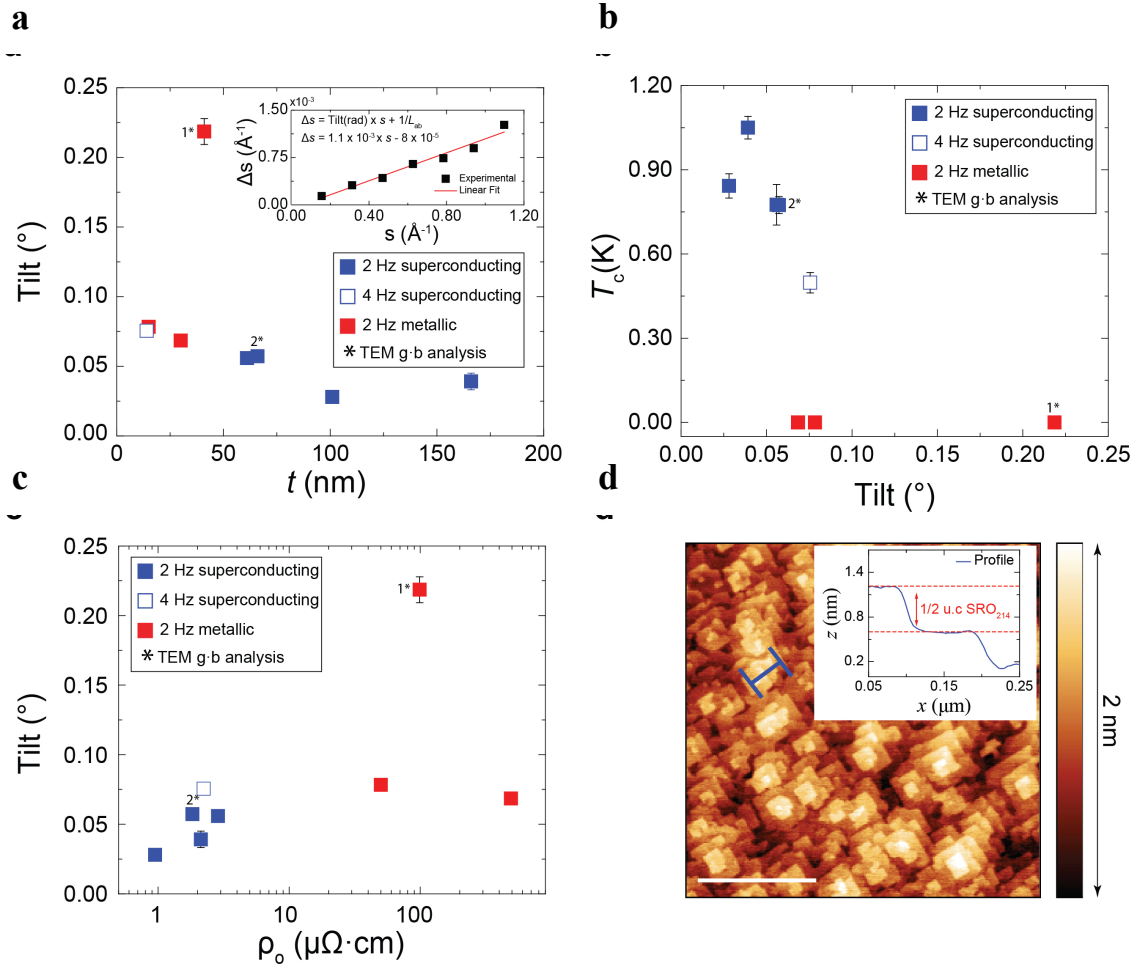 a
0.25
0.20
0.15
0.10
0.05
0.00
Tilt (°)
0
50
100
150
200
t (nm)
1*
2*
x10⁻³
1.50
0.75
0.00
Δs (Å⁻¹)
Δs = Tilt(rad) x s + 1/L_ab
Δs = 1.1 x 10⁻³ x s - 8 x 10⁻⁵
Experimental
Linear Fit
0.00
0.40
0.80
1.20
s (Å⁻¹)
2 Hz superconducting
4 Hz superconducting
2 Hz metallic
* TEM g·b analysis
b
1.20
0.90
0.60
0.30
0.00
T_c(K)
0.00
0.05
0.10
0.15
0.20
0.25
Tilt (°)
2*
1*
2 Hz superconducting
4 Hz superconducting
2 Hz metallic
* TEM g·b analysis
c
0.25
0.20
0.15
0.10
0.05
0.00
Tilt (°)
1
10
100
ρ_o (μΩ·cm)
2 Hz superconducting
4 Hz superconducting
2 Hz metallic
* TEM g·b analysis
1*
2*
d
1.4
0.8
0.2
z (nm)
Profile
1/2 u.c SRO₂₁₄
0.05
0.15
0.25
x (μm)
2 nm